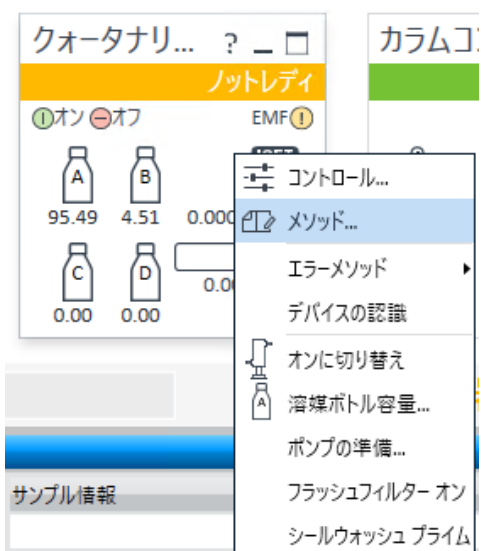 クォータナリ... ?
カラムコ
ノットレディ
オン オフ EMF
A B
95.49 4.51 0.000
C D
0.00 0.00 0.00
コントロール...
メソッド...
エラーメソッド
デバイスの認識
オンに切り替え
A 溶媒ボトル容量...
ポンプの準備...
フラッシュフィルター オン
シールウォッシュ プライム
サンプル情報